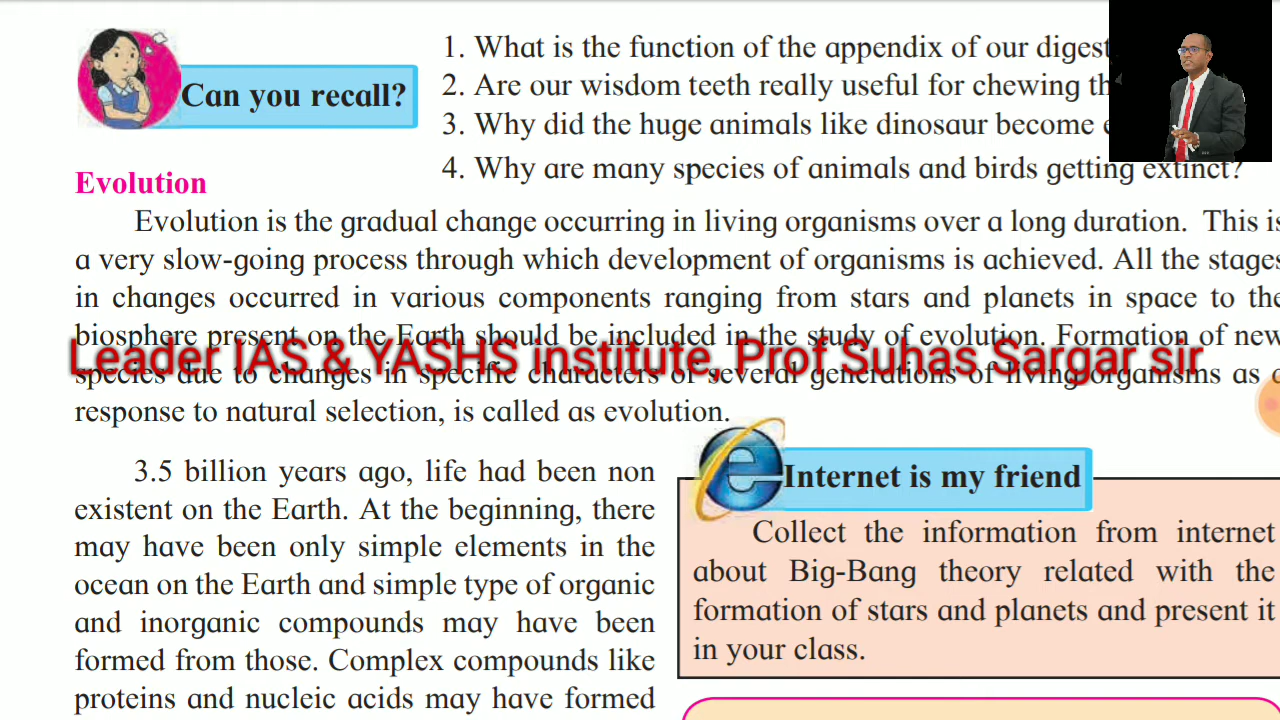 1. What is the function of the appendix of our
Can you recall?
2. Are our wisdom teeth really useful for chewing
3. Why did the huge animals like dinosaur become
4. Why are many species of animals and birds getting extinct?
Evolution
Evolution is the gradual change occurring in living organisms over a long duration. This is
a very slow-going process through which development of organisms is achieved. All the stages
in changes occurred in various components ranging from stars and planets in space to the
biosphere present on the Earth should be included in the study of evolution. Formation of new
Leader IAS & YASHS institute, Prof Suhas Sargar sir
species due to changes in specific characters of several generations of living organisms as a
response to natural selection, is called as evolution.
3.5 billion years ago, life had been non
existent on the Earth. At the beginning, there
may have been only simple elements in the
ocean on the Earth and simple type of organic
and inorganic compounds may have been
formed from those. Complex compounds like
proteins and nucleic acids may have formed
Internet is my friend
Collect the information from internet
about Big-Bang theory related with the
formation of stars and planets and present it
in your class.